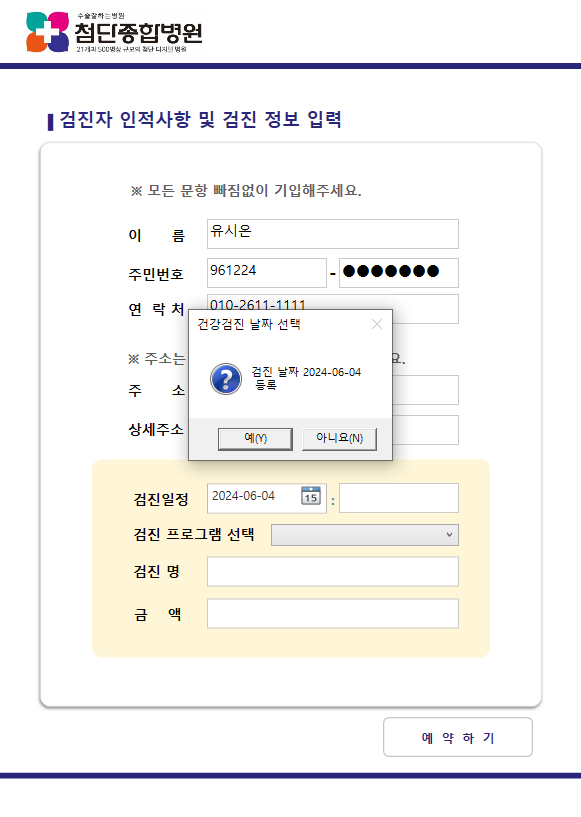 수술잘하는병원
첨단종합병원
21개과 500병상 규모의 첨단 디지털 병원
검진자 인적사항 및 검진 정보 입력
※ 모든 문항 빠짐없이 기입해주세요.
이 름 유시온
주민번호 961224 - ●●●●●●●
연 락 처 010-2611-1111
건강검진 날짜 선택
※ 주소는
요.
검진 날짜 2024-06-04
등록
주 소
상세주소
예(Y) 아니요(N)
검진일정 2024-06-04 15 :
검진 프로그램 선택
검진 명
금 액
예 약 하 기